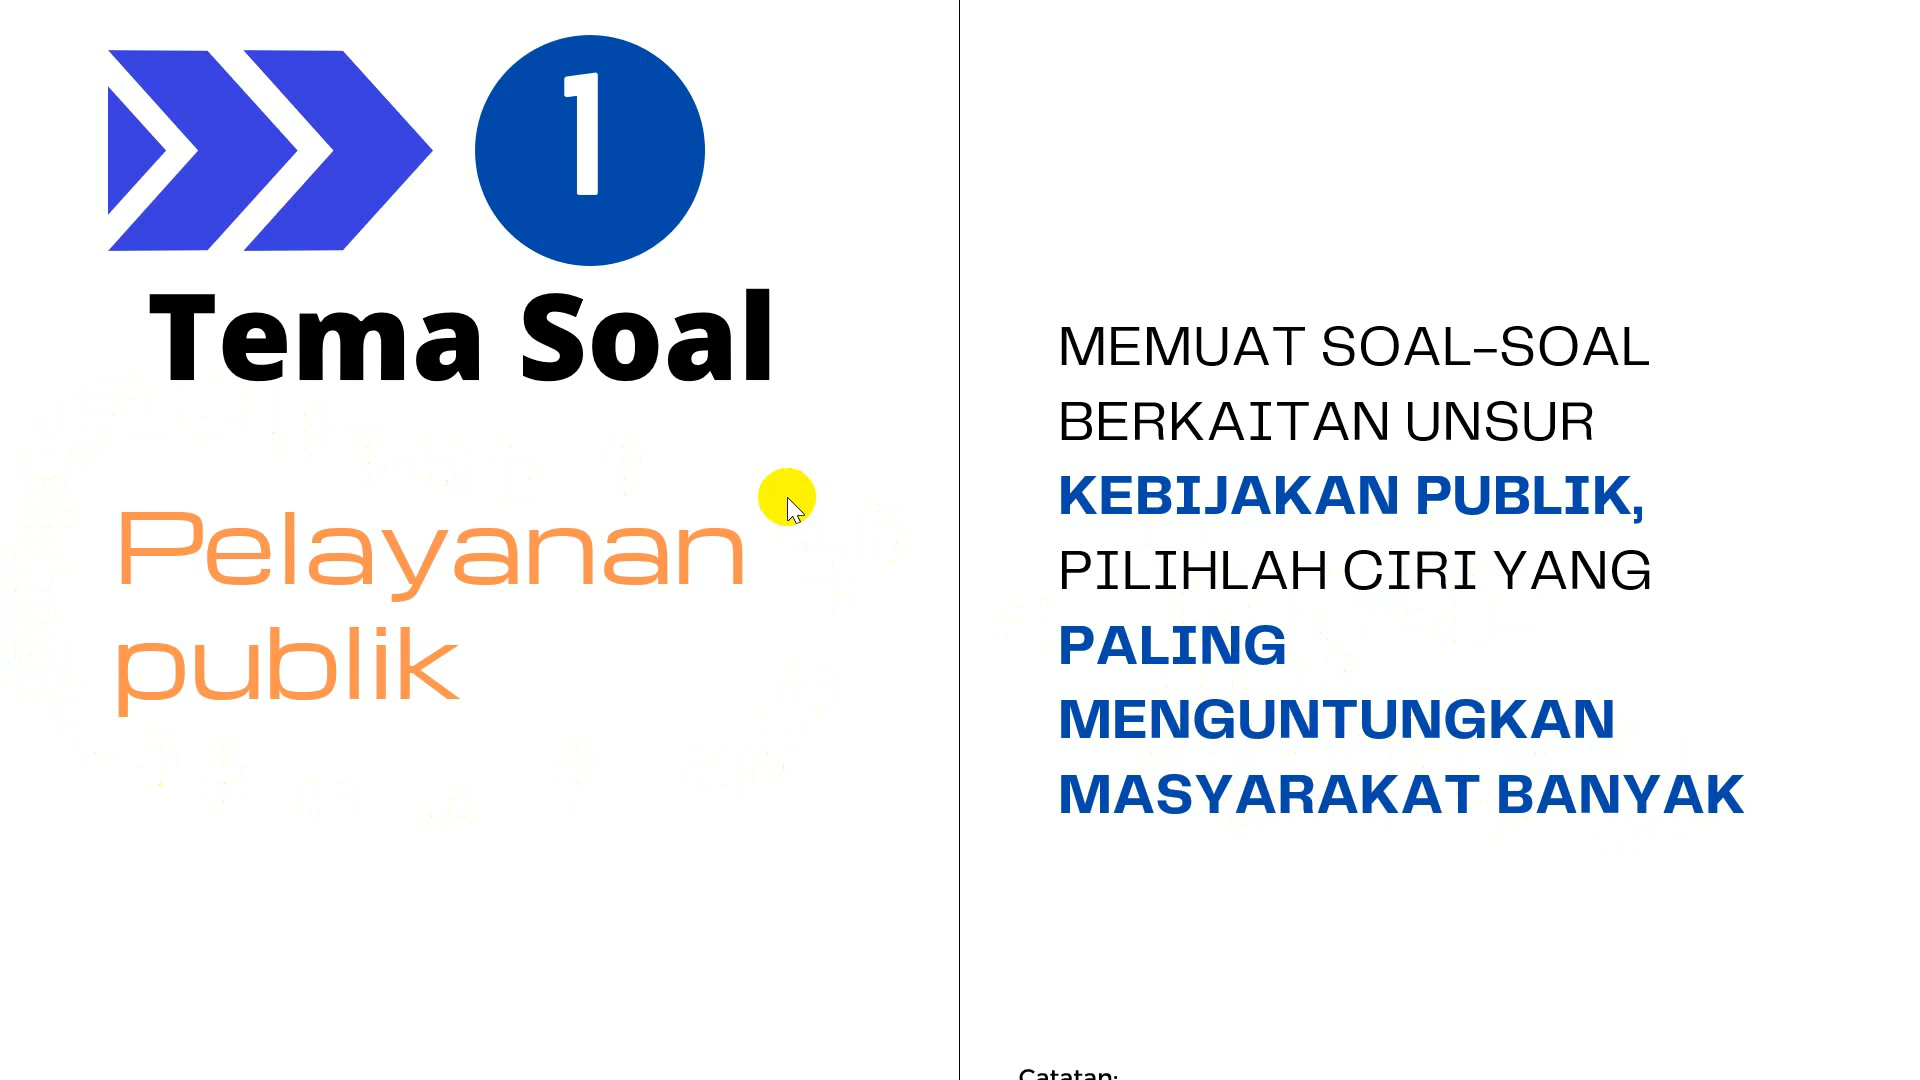 1
Tema Soal
Pelayanan
publik
MEMUAT SOAL-SOAL
BERKAITAN UNSUR
KEBIJAKAN PUBLIK,
PILIHLAH CIRI YANG
PALING
MENGUNTUNGKAN
MASYARAKAT BANYAK
Catatan: